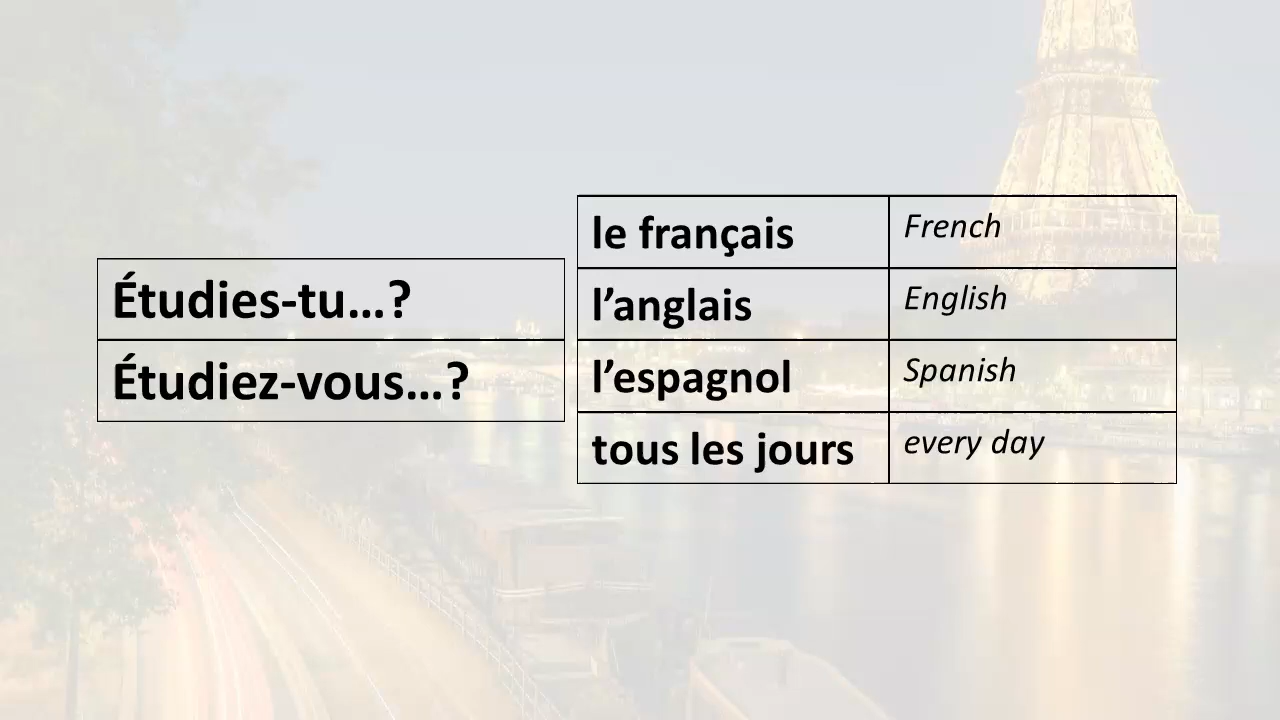 Étudies-tu…?
Étudiez-vous…?
le français French
l’anglais English
l’espagnol Spanish
tous les jours every day